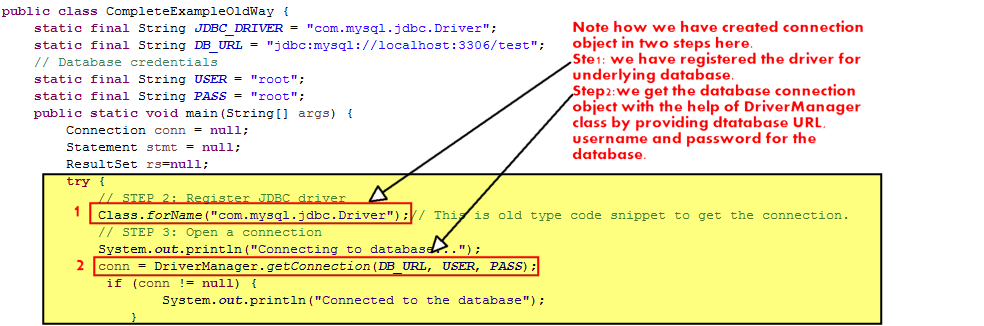 public class CompleteExampleOldWay {
static final String JDBC_DRIVER = "com.mysql.jdbc.Driver";
static final String DB_URL = "jdbc:mysql://localhost:3306/test";
// Database credentials
static final String USER = "root";
static final String PASS = "root";
public static void main(String[] args) {
Connection conn = null;
Statement stmt = null;
ResultSet rs=null;
try {
// STEP 2: Register JDBC driver
1 Class.forName("com.mysql.jdbc.Driver");// This is old type code snippet to get the connection.
// STEP 3: Open a connection
System.out.println("Connecting to database...");
2 conn = DriverManager.getConnection(DB_URL, USER, PASS);
if (conn != null) {
System.out.println("Connected to the database");
}
Note how we have created connection
object in two steps here.
Ste1: we have registered the driver for
underlying database.
Step2:we get the database connection
object with the help of DriverManager
class by providing dtatabase URL,
username and password for the
database.